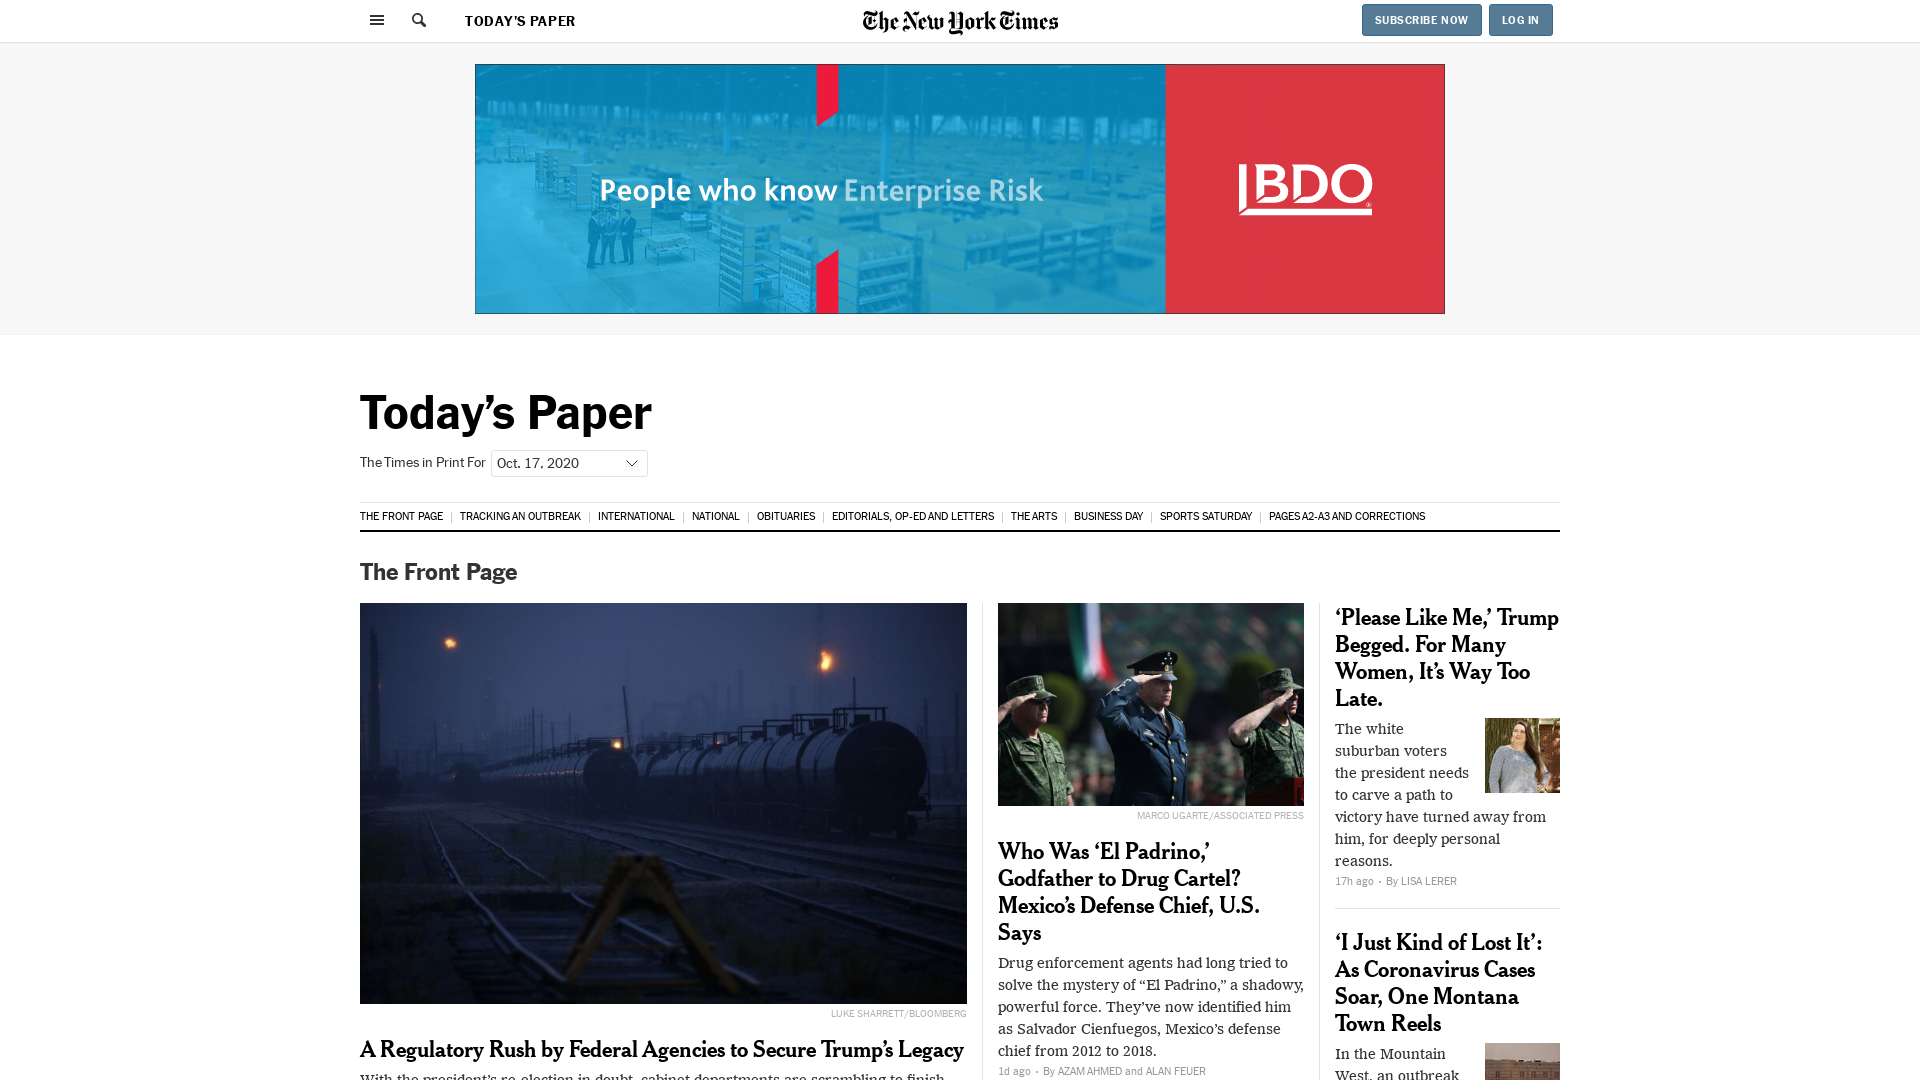 TODAY'S PAPER
The New York Times
SUBSCRIBE NOW
LOG IN
People who know Enterprise Risk
BDO
®
Today’s Paper
The Times in Print For
Oct. 17, 2020
THE FRONT PAGE
TRACKING AN OUTBREAK
INTERNATIONAL
NATIONAL
OBITUARIES
EDITORIALS, OP-ED AND LETTERS
THE ARTS
BUSINESS DAY
SPORTS SATURDAY
PAGES A2-A3 AND CORRECTIONS
The Front Page
LUKE SHARRETT/BLOOMBERG
A Regulatory Rush by Federal Agencies to Secure Trump’s Legacy
With the president’s re-election in doubt, cabinet departments are scrambling to finish
MARCO UGARTE/ASSOCIATED PRESS
Who Was ‘El Padrino,’
Godfather to Drug Cartel?
Mexico’s Defense Chief, U.S.
Says
Drug enforcement agents had long tried to
solve the mystery of “El Padrino,” a shadowy,
powerful force. They’ve now identified him
as Salvador Cienfuegos, Mexico’s defense
chief from 2012 to 2018.
1d ago · By AZAM AHMED and ALAN FEUER
‘Please Like Me,’ Trump
Begged. For Many
Women, It’s Way Too
Late.
The white
suburban voters
the president needs
to carve a path to
victory have turned away from
him, for deeply personal
reasons.
17h ago · By LISA LERER
‘I Just Kind of Lost It’:
As Coronavirus Cases
Soar, One Montana
Town Reels
In the Mountain
West, an outbreak